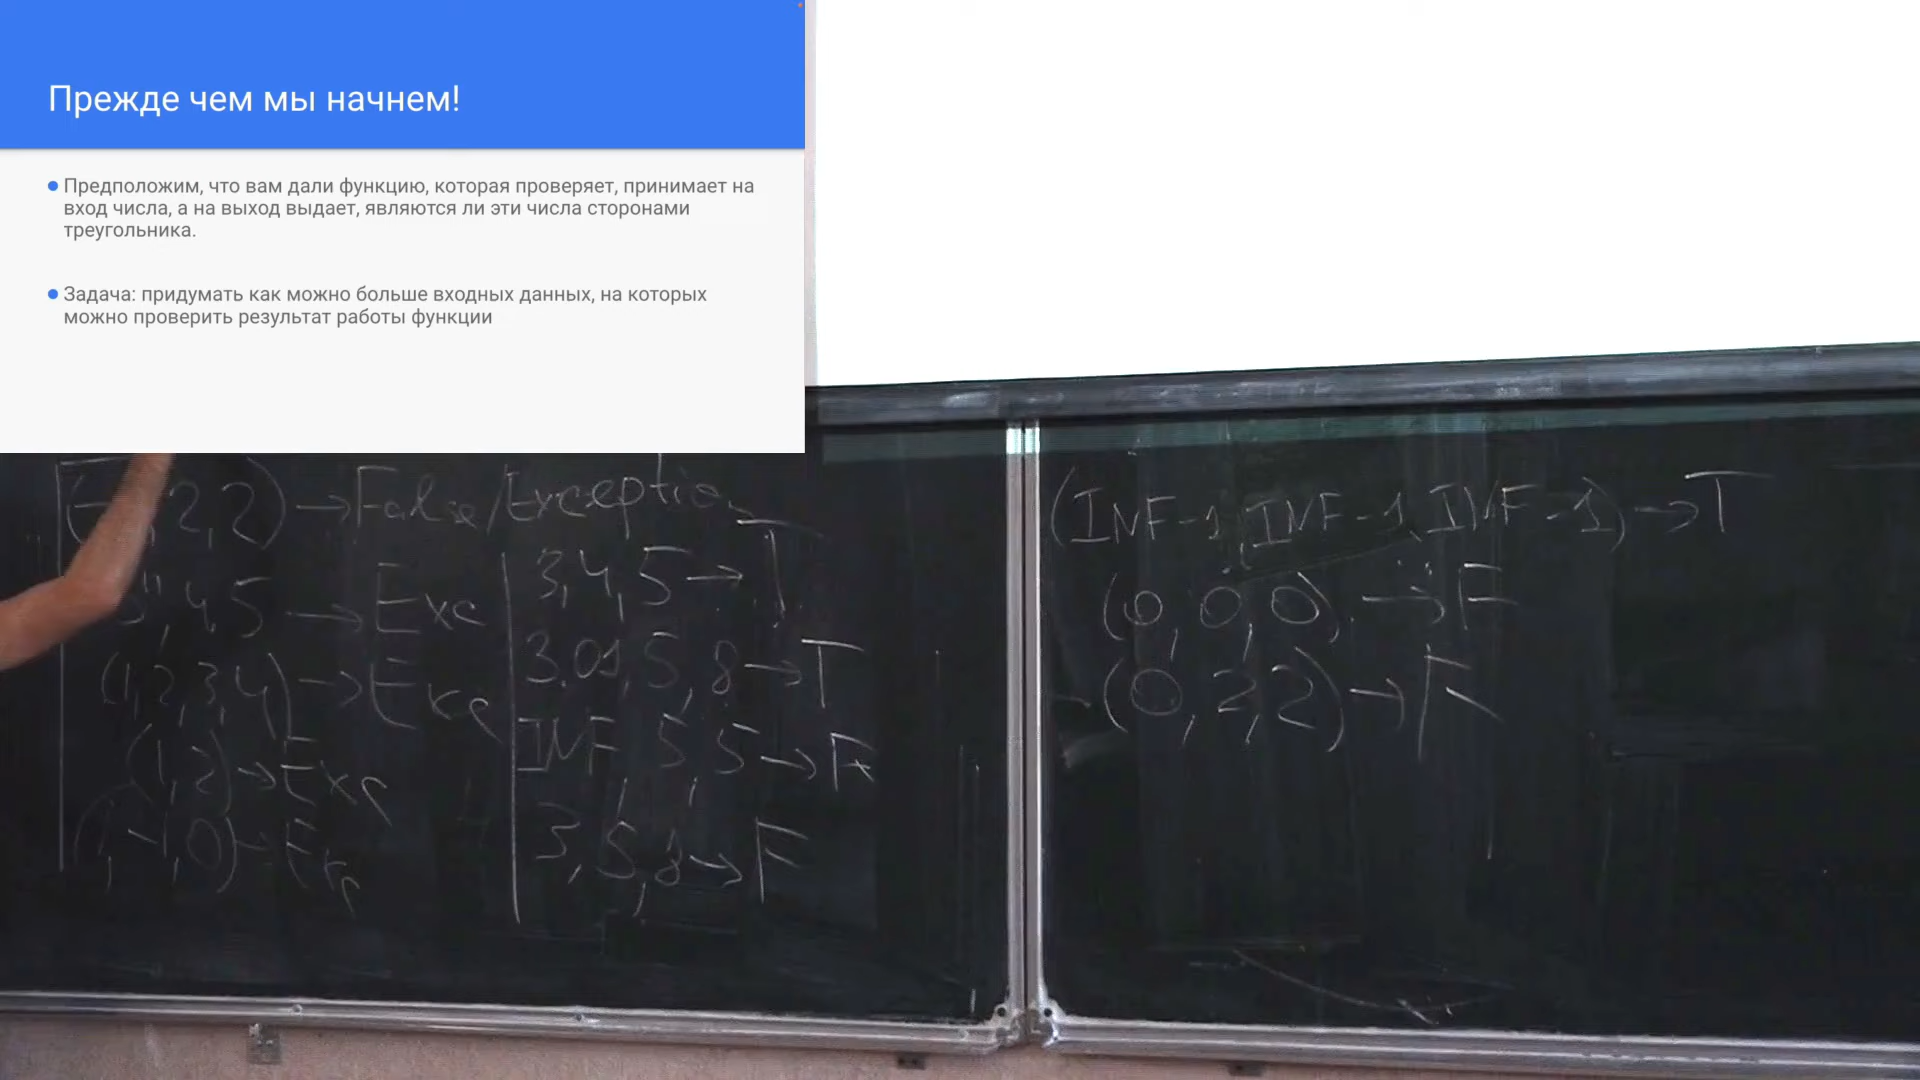 Прежде чем мы начнем!
Предположим, что вам дали функцию, которая проверяет, принимает на
вход числа, а на выход выдает, являются ли эти числа сторонами
треугольника.
Задача: придумать как можно больше входных данных, на которых
можно проверить результат работы функции
2, 2) → False/Exception
4, 5 → Exc
(1, 2, 3, 4) → Exc
(1, 2) → Exc
(1, -1, 0) → Exc
3, 4, 5 → T
3.01, 5, 8 → T
INF, 5, 5 → F
3, 5, 8 → F
(INF-1, INF-1, INF-1) → T
(0, 0, 0) → F
(0, 2, 2) → F